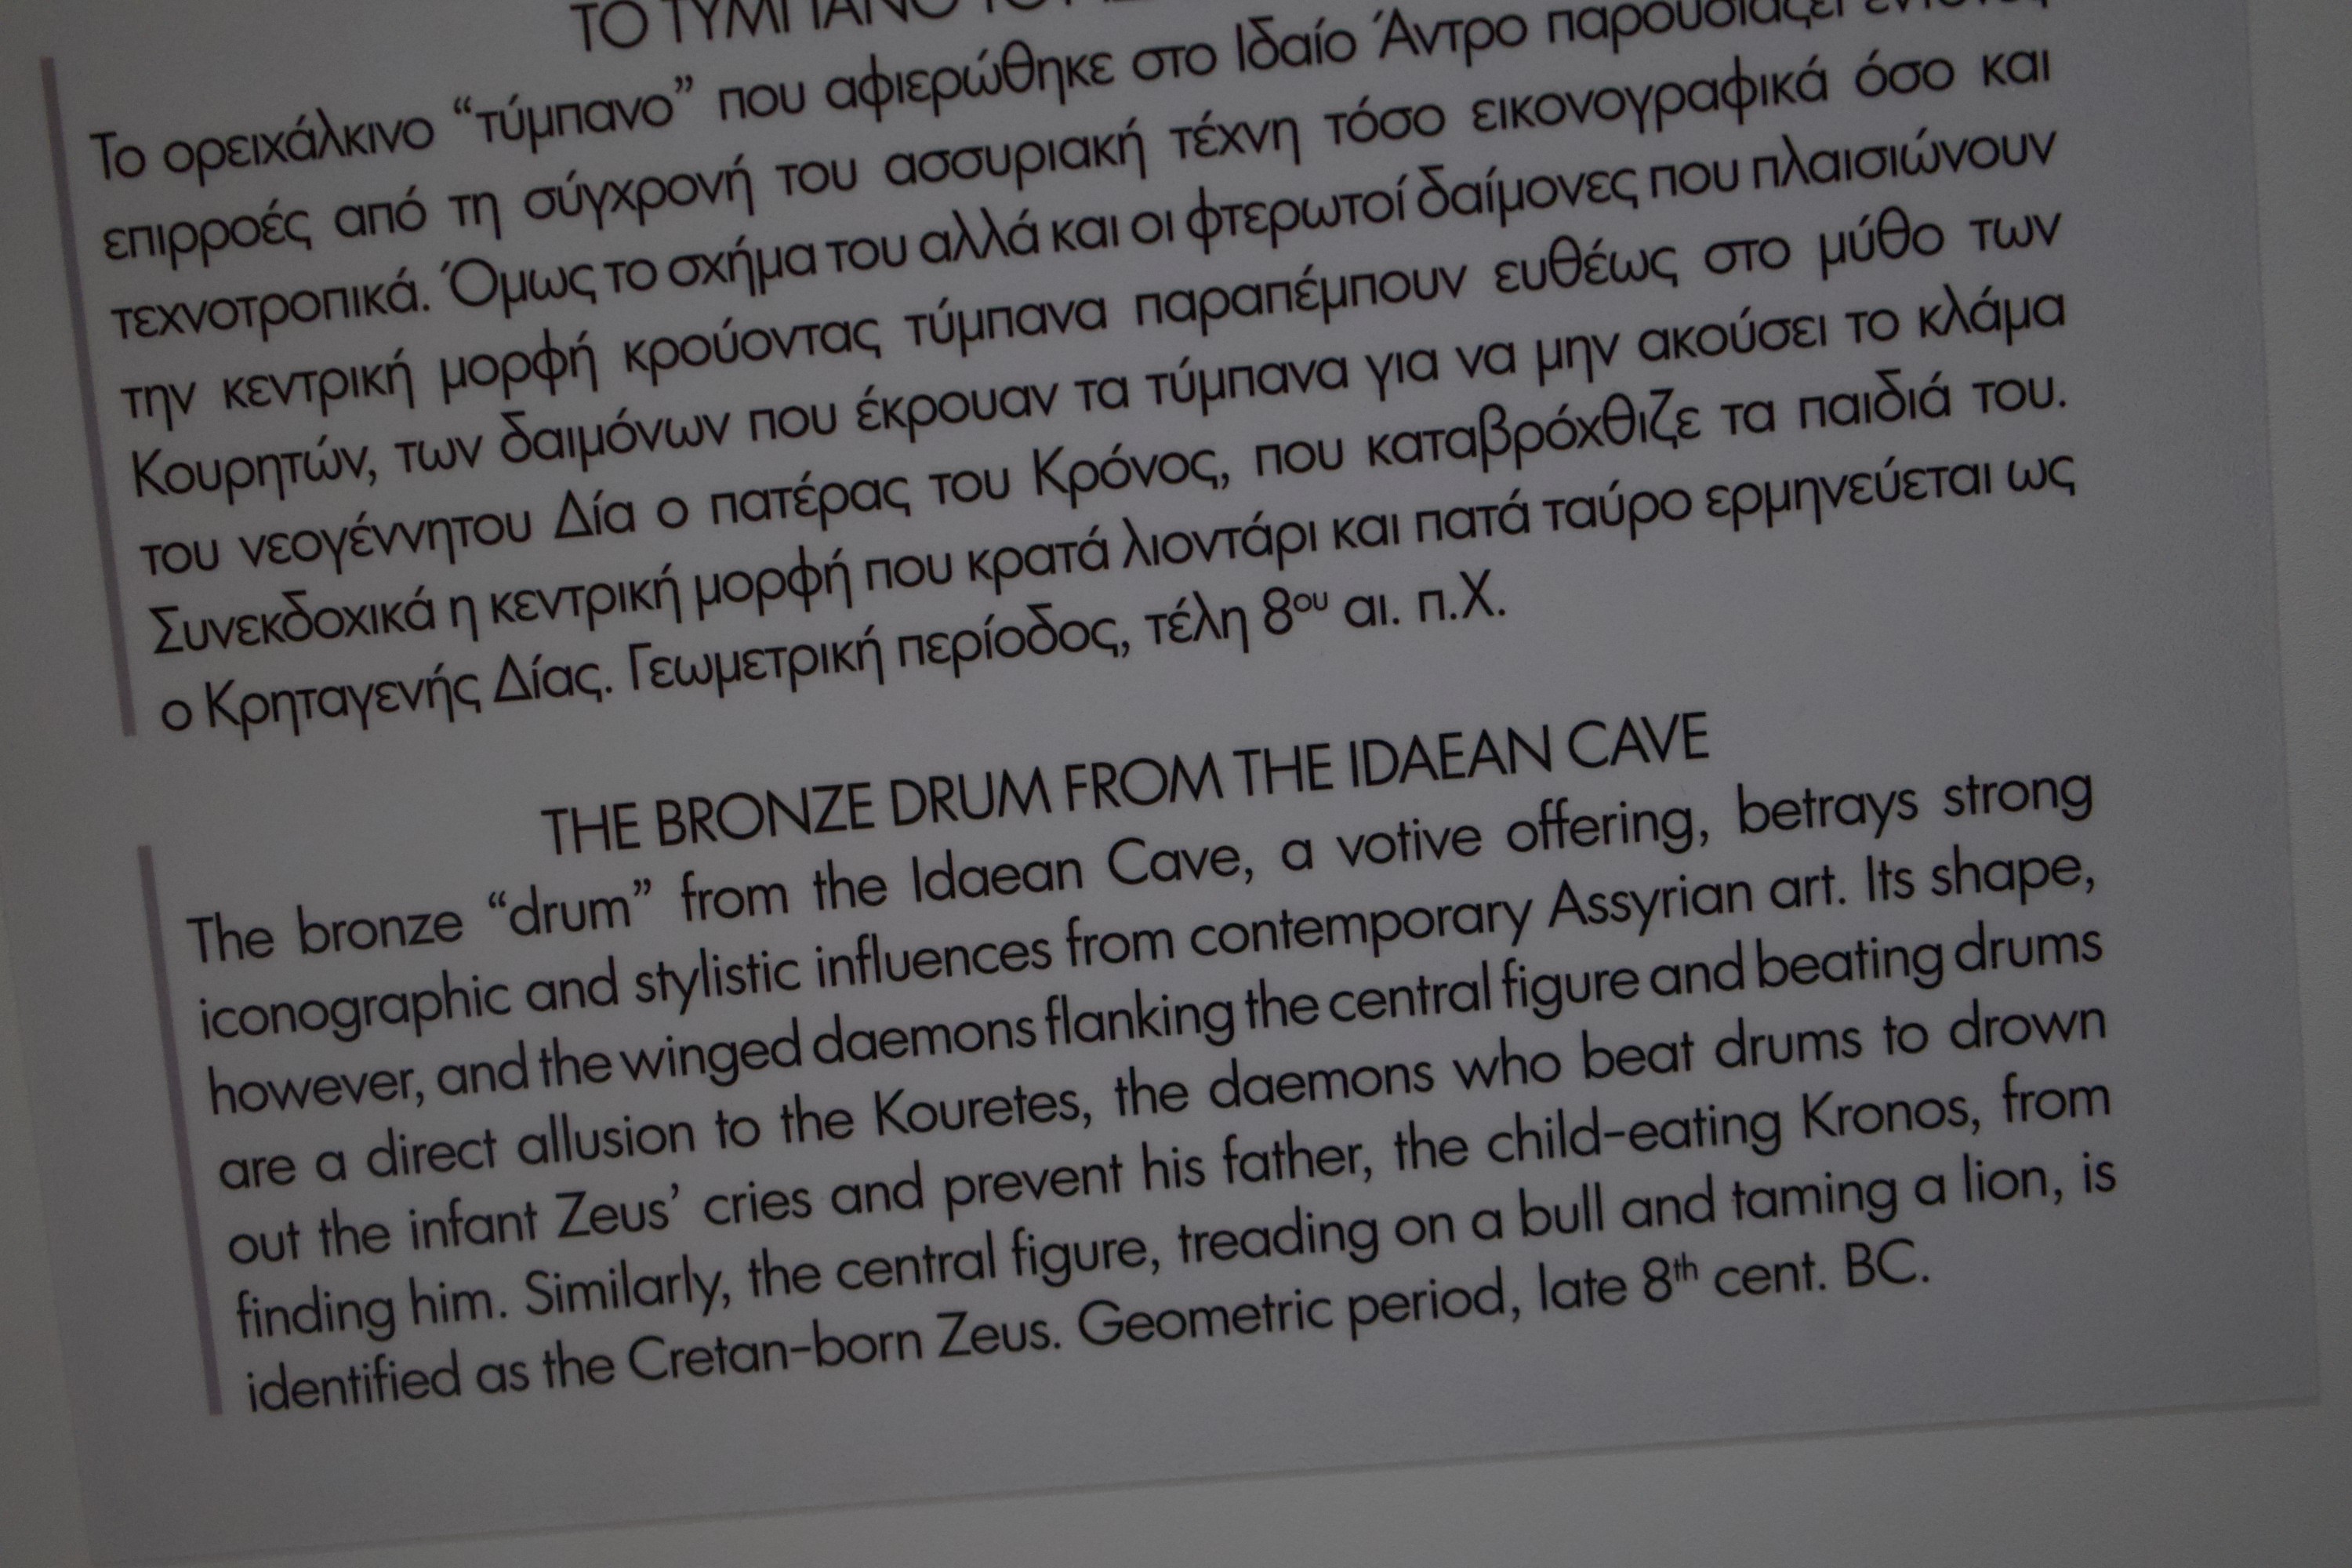 ΤΟ ΤΥΜΠΑΝΟ
Το ορειχάλκινο “τύμπανο” που αφιερώθηκε στο Ιδαίο Άντρο παρουσιάζει
επιρροές από τη σύγχρονή του ασσυριακή τέχνη τόσο εικονογραφικά όσο και
τεχνοτροπικά. Όμως το σχήμα του αλλά και οι φτερωτοί δαίμονες που πλαισιώνουν
την κεντρική μορφή κρούοντας τύμπανα παραπέμπουν ευθέως στο μύθο των
Κουρητών, των δαιμόνων που έκρουαν τα τύμπανα για να μην ακούσει το κλάμα
του νεογέννητου Δία ο πατέρας του Κρόνος, που καταβρόχθιζε τα παιδιά του.
Συνεκδοχικά η κεντρική μορφή που κρατά λιοντάρι και πατά ταύρο ερμηνεύεται ως
ο Κρηταγενής Δίας. Γεωμετρική περίοδος, τέλη 8ου αι. π.Χ.
THE BRONZE DRUM FROM THE IDAEAN CAVE
The bronze “drum” from the Idaean Cave, a votive offering, betrays strong
iconographic and stylistic influences from contemporary Assyrian art. Its shape,
however, and the winged daemons flanking the central figure and beating drums
are a direct allusion to the Kouretes, the daemons who beat drums to drown
out the infant Zeus’ cries and prevent his father, the child-eating Kronos, from
finding him. Similarly, the central figure, treading on a bull and taming a lion, is
identified as the Cretan-born Zeus. Geometric period, late 8th cent. BC.